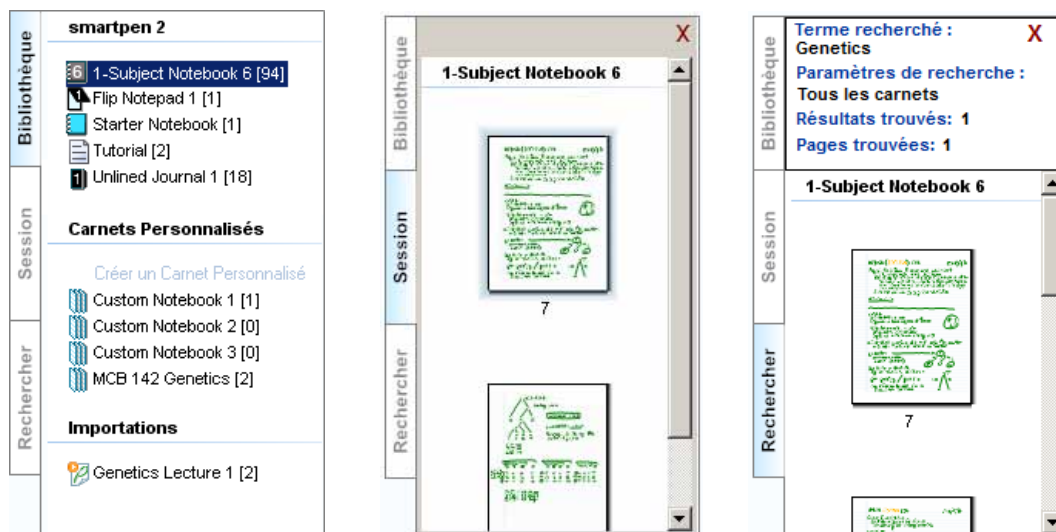 Bibliothèque
Session
Rechercher
smartpen 2
1-Subject Notebook 6 [94]
Flip Notepad 1 [1]
Starter Notebook [1]
Tutorial [2]
Unlined Journal 1 [18]
Carnets Personnalisés
Créer un Carnet Personnalisé
Custom Notebook 1 [1]
Custom Notebook 2 [0]
Custom Notebook 3 [0]
MCB 142 Genetics [2]
Importations
Genetics Lecture 1 [2]
Bibliothèque
Session
Rechercher
X
1-Subject Notebook 6
7
Bibliothèque
Session
Rechercher
Terme recherché :
X
Genetics
Paramètres de recherche :
Tous les carnets
Résultats trouvés: 1
Pages trouvées: 1
1-Subject Notebook 6
7